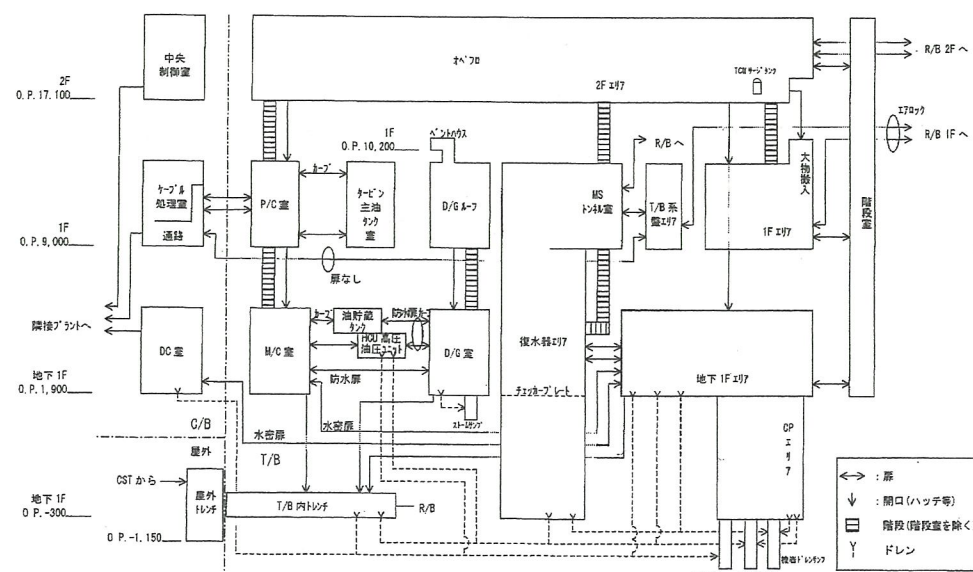 中央
制御室
2F
O.P.17.100
オペフロ
2F エリア
TCWサージタンク
R/B 2F へ
エアロック
R/B 1F へ
1F
O.P.10,200
ベントハウス
R/B へ
大物搬入
ケーブル
処理室
通路
P/C 室
カーブ
タービン
主油
タンク
室
D/G ルーフ
MS
トンネル室
T/B 系
盤エリア
1F エリア
階段室
1F
O.P.9,000
扉なし
隣接プラントへ
DC 室
M/C 室
カーブ
油貯蔵
タンク
防水扉
カーブ
HCU 高圧
油圧ユニット
D/G 室
復水器エリア
地下 1F エリア
地下 1F
O.P.1,900
防水扉
チェッカープレート
ストームサンプ
C/B
水密扉
水密扉
CP
エリア
屋外
T/B
CST から
屋外
トレンチ
T/B 内トレンチ
R/B
地下 1F
O P.-300
O P.-1.150
: 扉
: 開口(ハッチ等)
階段(階段室を除く)
ドレン